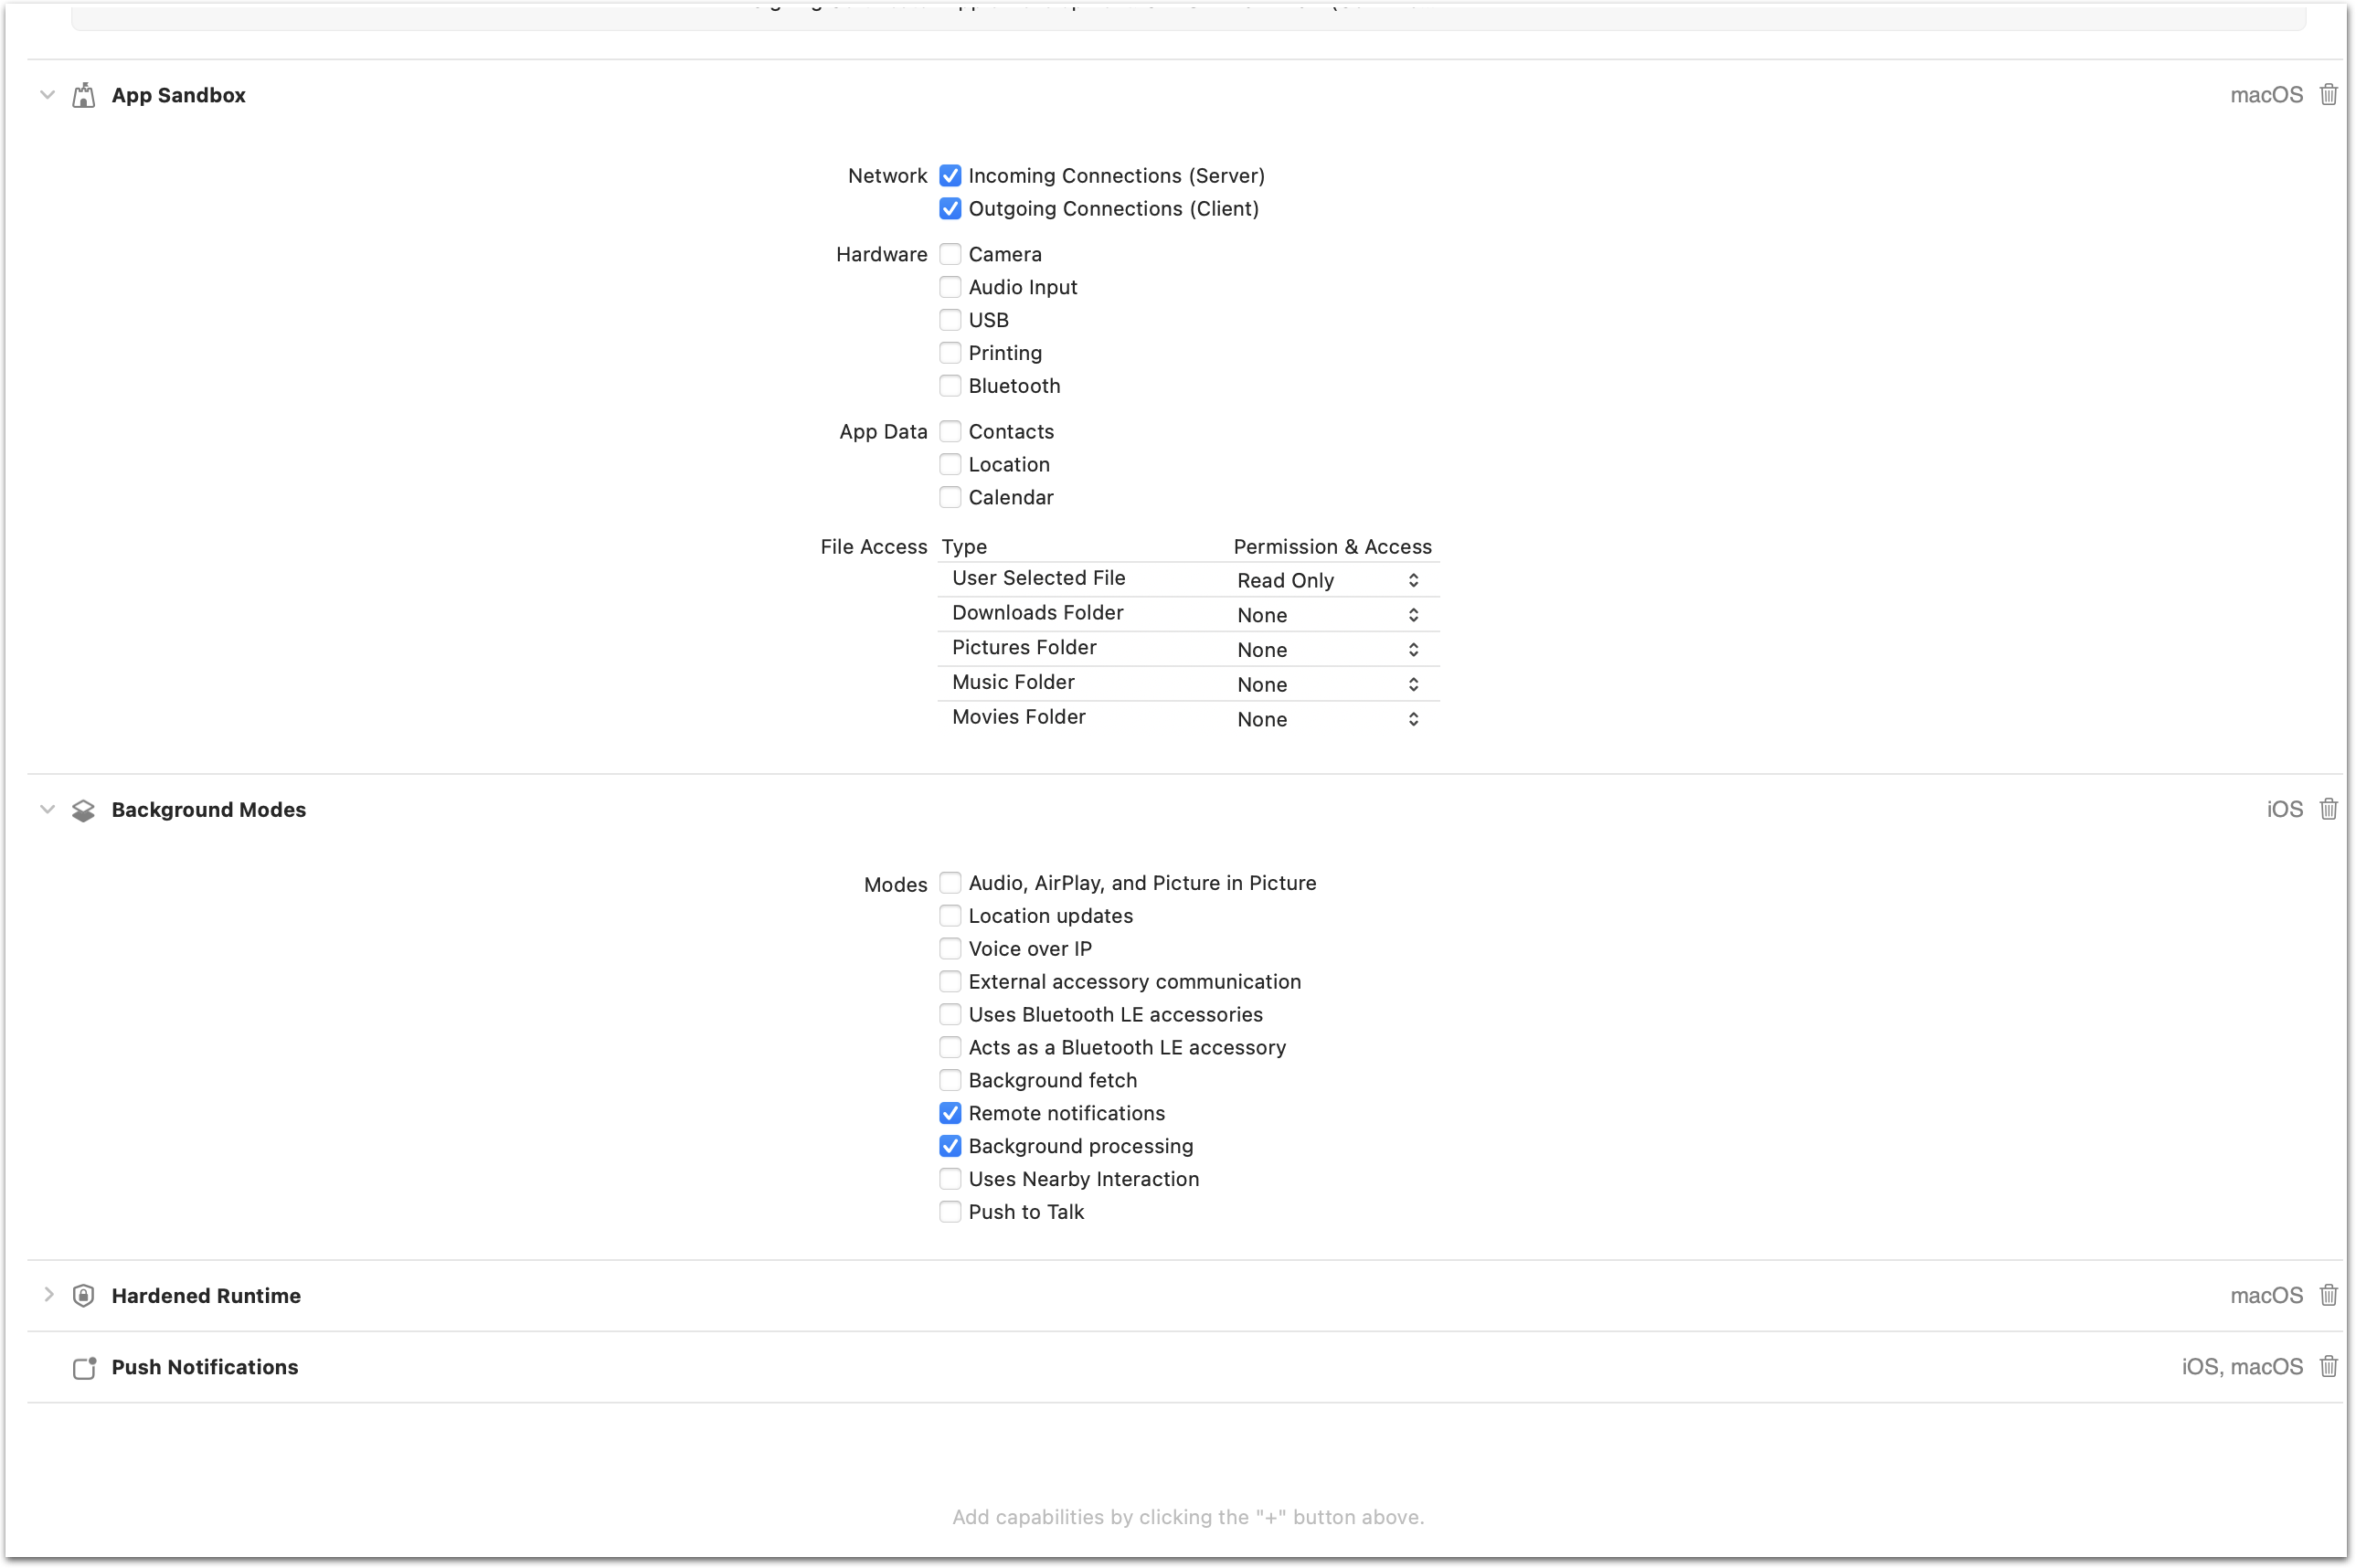 App Sandbox macOS
Network Incoming Connections (Server)
Outgoing Connections (Client)
Hardware Camera
Audio Input
USB
Printing
Bluetooth
App Data Contacts
Location
Calendar
File Access Type Permission & Access
User Selected File Read Only
Downloads Folder None
Pictures Folder None
Music Folder None
Movies Folder None
Background Modes iOS
Modes Audio, AirPlay, and Picture in Picture
Location updates
Voice over IP
External accessory communication
Uses Bluetooth LE accessories
Acts as a Bluetooth LE accessory
Background fetch
Remote notifications
Background processing
Uses Nearby Interaction
Push to Talk
Hardened Runtime macOS
Push Notifications iOS, macOS
Add capabilities by clicking the "+" button above.